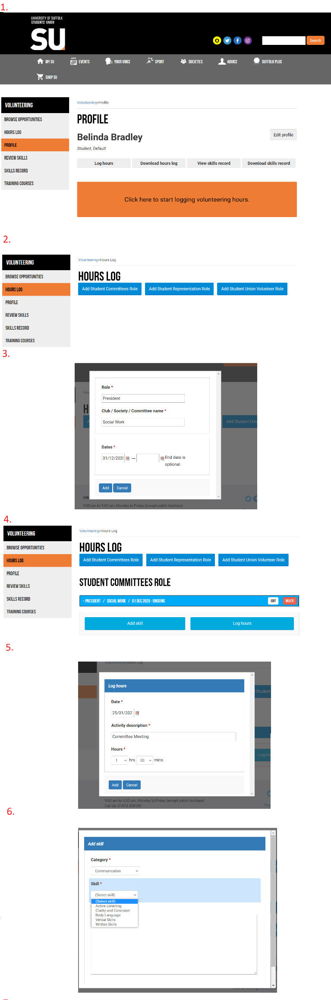 1.
UNIVERSITY OF SUFFOLK
STUDENTS' UNION
SU
Search
MY SU
EVENTS
YOUR VOICE
SPORT
SOCIETIES
ADVICE
SUFFOLK PLUS
SHOP SU
VOLUNTEERING
BROWSE OPPORTUNITIES
HOURS LOG
PROFILE
REVIEW SKILLS
SKILLS RECORD
TRAINING COURSES
Volunteering>Profile
PROFILE
Belinda Bradley
Edit profile
Student, Default
Log hours
Download hours log
View skills record
Download skills record
Click here to start logging volunteering hours.
2.
VOLUNTEERING
BROWSE OPPORTUNITIES
HOURS LOG
PROFILE
REVIEW SKILLS
SKILLS RECORD
TRAINING COURSES
Volunteering>Hours Log
HOURS LOG
Add Student Committees Role
Add Student Representation Role
Add Student Union Volunteer Role
3.
Volu
H
A
Add Student Unio
Role *
President
Club / Society / Committee name *
Social Work
Dates *
01/12/202
→
End date is
optional.
Add
Cancel
Offi
9:00 am to 5:00 pm, Monday to Friday (except public holidays)
4.
VOLUNTEERING
BROWSE OPPORTUNITIES
HOURS LOG
PROFILE
REVIEW SKILLS
SKILLS RECORD
TRAINING COURSES
Volunteering>Hours Log
HOURS LOG
Add Student Committees Role
Add Student Representation Role
Add Student Union Volunteer Role
STUDENT COMMITTEES ROLE
- PRESIDENT / SOCIAL WORK / 01 DEC 2020 - ONGOING
EDIT
DELETE
Add skill
Log hours
5.
Volunteering>Hours Log
Student
Log ho
Log hours
Date *
25/01/202
Activity description *
Committee Meeting
Hours *
1
hrs
00
mins
Add
Cancel
9:00 am to 5:00 pm, Monday to Friday (except public holidays)
Call Us: 01473 338155
Pow
6.
Add skill
Category *
Communication
Skill *
(Select skill)
(Select skill)
Active Listening
Clarity and Concision
Body Language
Verbal Skills
Written Skills